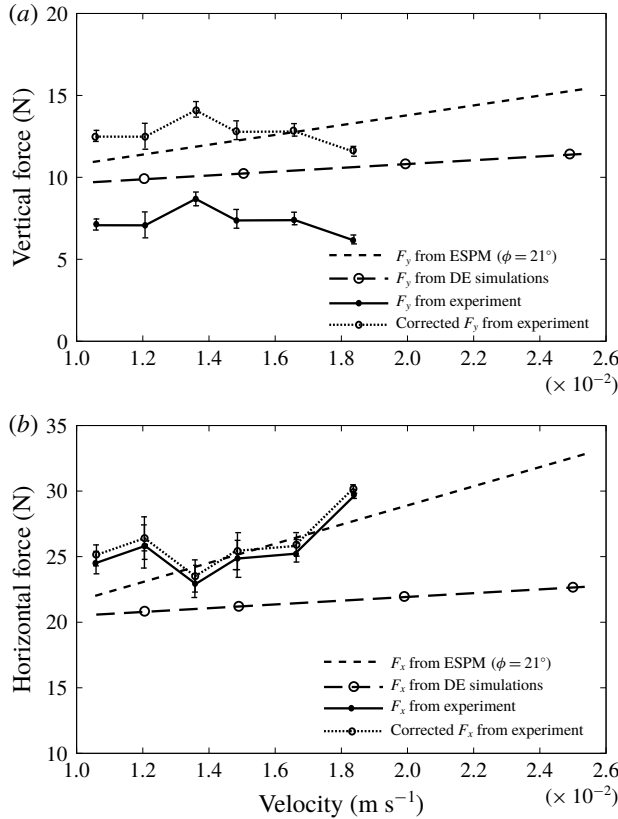 (a)
20
15
10
5
0
Vertical force (N)
F_y from ESPM (ϕ = 21°)
F_y from DE simulations
F_y from experiment
Corrected F_y from experiment
1.0 1.2 1.4 1.6 1.8 2.0 2.2 2.4 2.6
(× 10⁻²)
(b)
35
30
25
20
15
10
Horizontal force (N)
F_x from ESPM (ϕ = 21°)
F_x from DE simulations
F_x from experiment
Corrected F_x from experiment
1.0 1.2 1.4 1.6 1.8 2.0 2.2 2.4 2.6
Velocity (m s⁻¹)
(× 10⁻²)